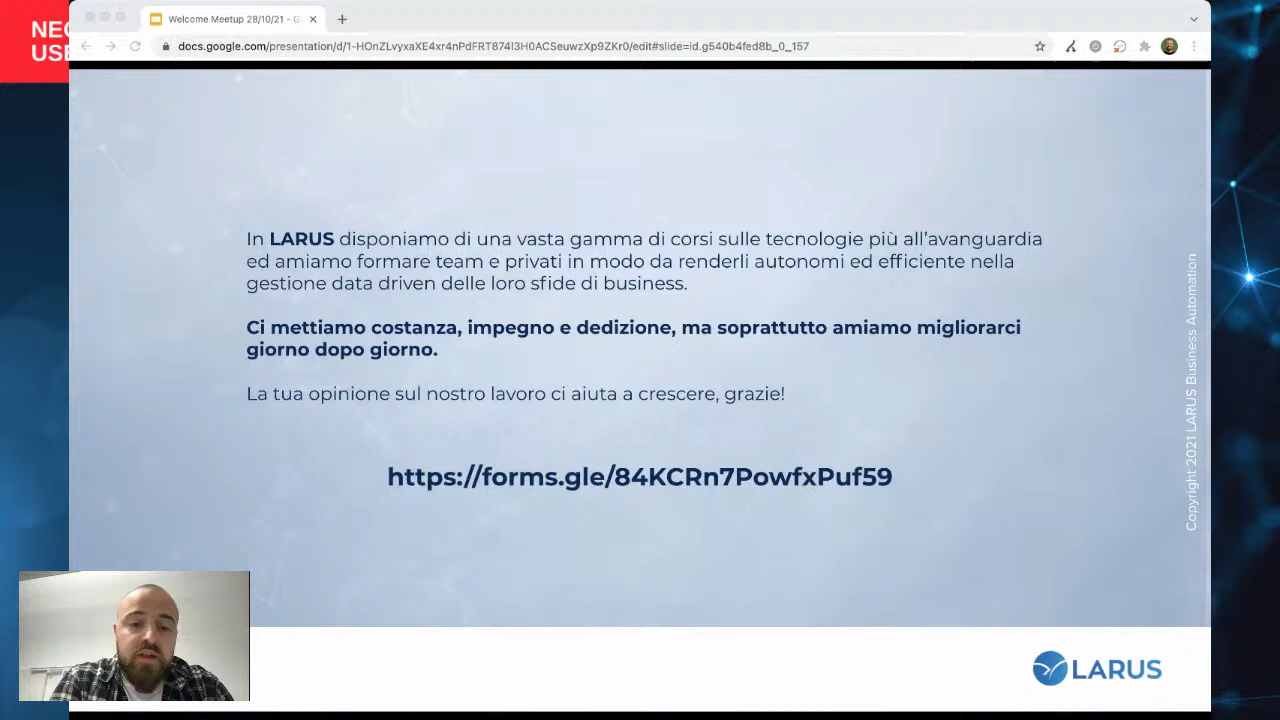 NEO
USE
Welcome Meetup 28/10/21 - G
docs.google.com/presentation/d/1-HOnZLvyxaXE4xr4nPdFRT874I3H0ACSeuwzXp9ZKr0/edit#slide=id.g540b4fed8b_0_157
In LARUS disponiamo di una vasta gamma di corsi sulle tecnologie più all'avanguardia
ed amiamo formare team e privati in modo da renderli autonomi ed efficiente nella
gestione data driven delle loro sfide di business.
Ci mettiamo costanza, impegno e dedizione, ma soprattutto amiamo migliorarci
giorno dopo giorno.
La tua opinione sul nostro lavoro ci aiuta a crescere, grazie!
https://forms.gle/84KCRn7PowfxPuf59
Copyright 2021 LARUS Business Automation
LARUS